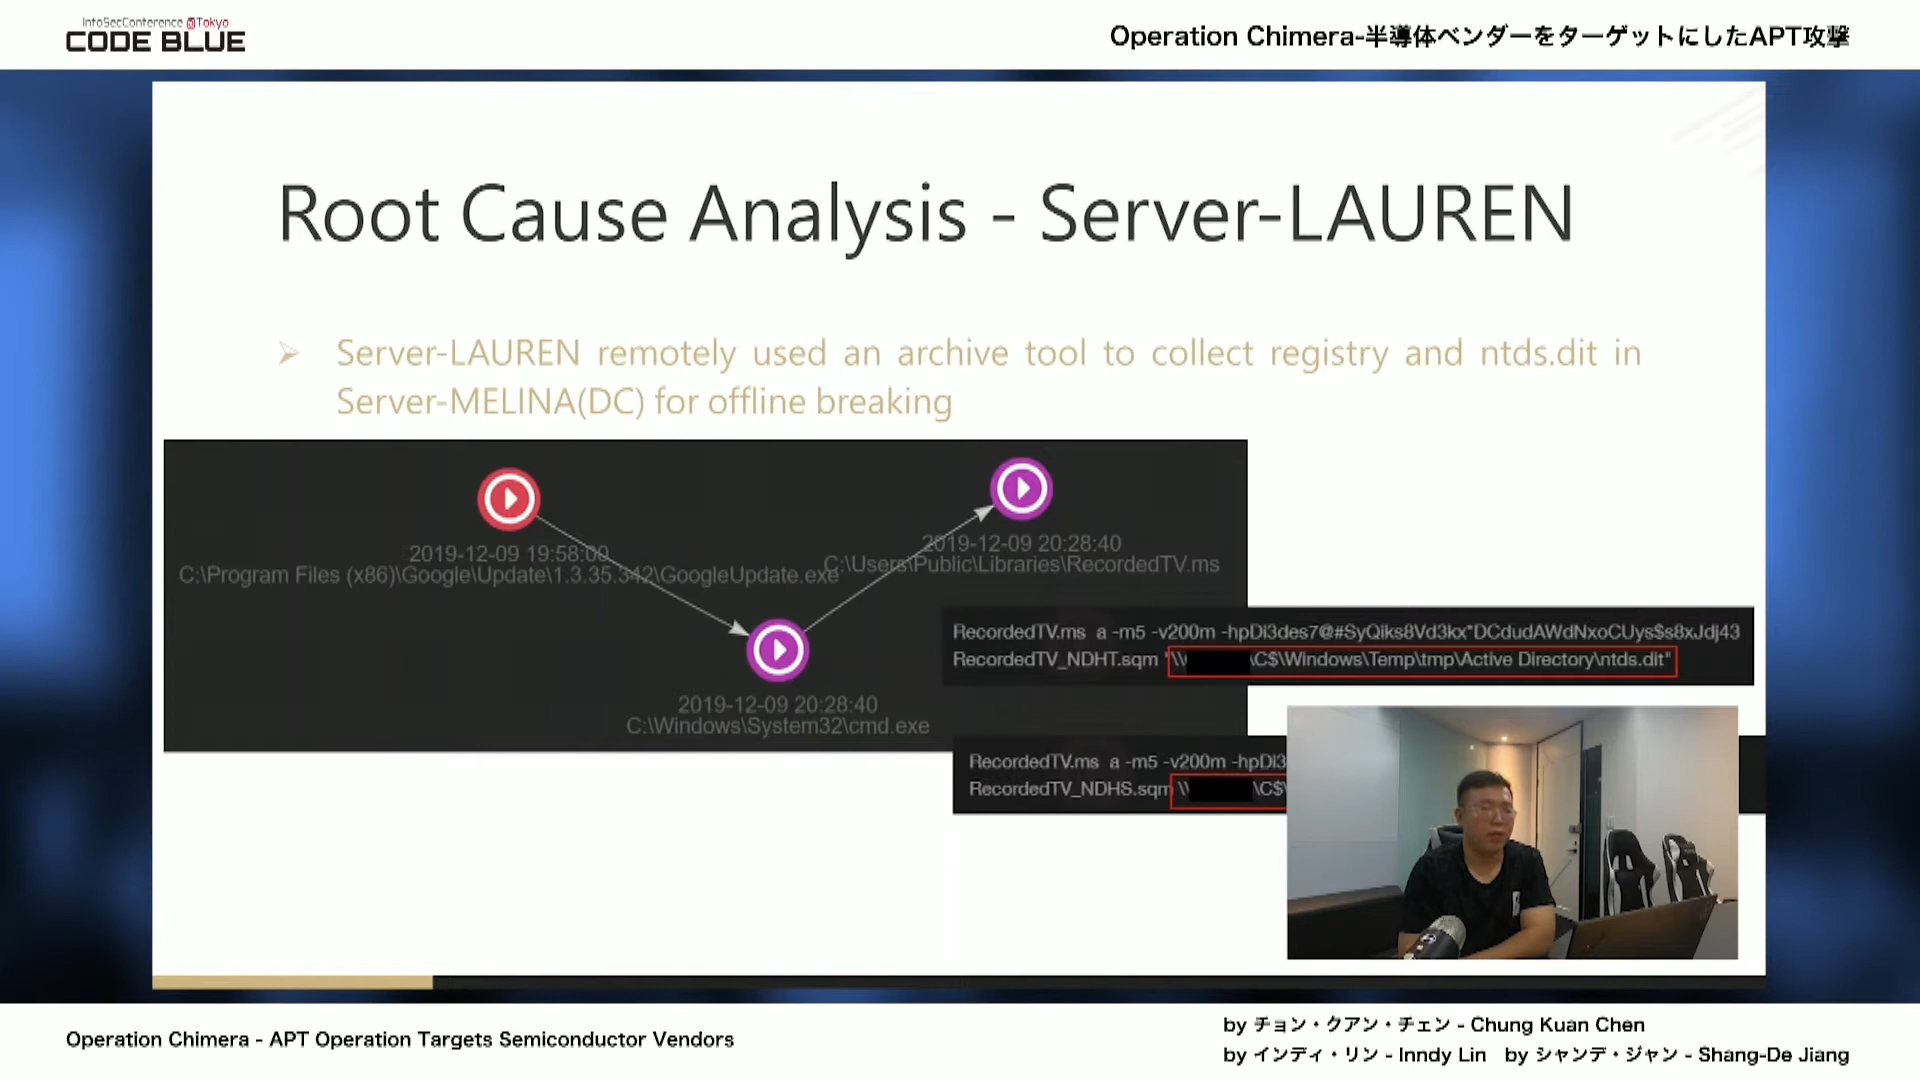 InfoSecConference @Tokyo
CODE BLUE
Operation Chimera-半導体ベンダーをターゲットにしたAPT攻撃
Root Cause Analysis - Server-LAUREN
Server-LAUREN remotely used an archive tool to collect registry and ntds.dit in
Server-MELINA(DC) for offline breaking
2019-12-09 19:58:00
C:\Program Files (x86)\Google\Update\1.3.35.342\GoogleUpdate.exe
2019-12-09 20:28:40
C:\Users\Public\Libraries\RecordedTV.ms
2019-12-09 20:28:40
C:\Windows\System32\cmd.exe
RecordedTV.ms a -m5 -v200m -hpDI3des7@#SyQiks8Vd3kx*DCdudAWdNxoCUys$s8xJdj43
RecordedTV_NDHT.sqm "\\ \C$\Windows\Temp\tmp\Active Directory\ntds.dit"
RecordedTV.ms a -m5 -v200m -hpDI3
RecordedTV_NDHS.sqm \\ \C$\
Operation Chimera - APT Operation Targets Semiconductor Vendors
by チョン・クアン・チェン - Chung Kuan Chen
by インディ・リン - Inndy Lin by シャンデ・ジャン - Shang-De Jiang